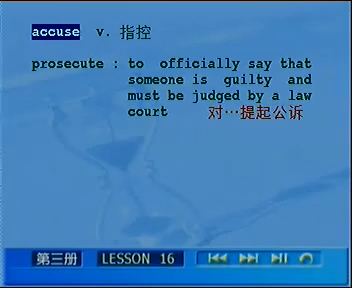 accuse v. 指控
prosecute : to officially say that
someone is guilty and
must be judged by a law
court 对…提起公诉
第三册 LESSON 16